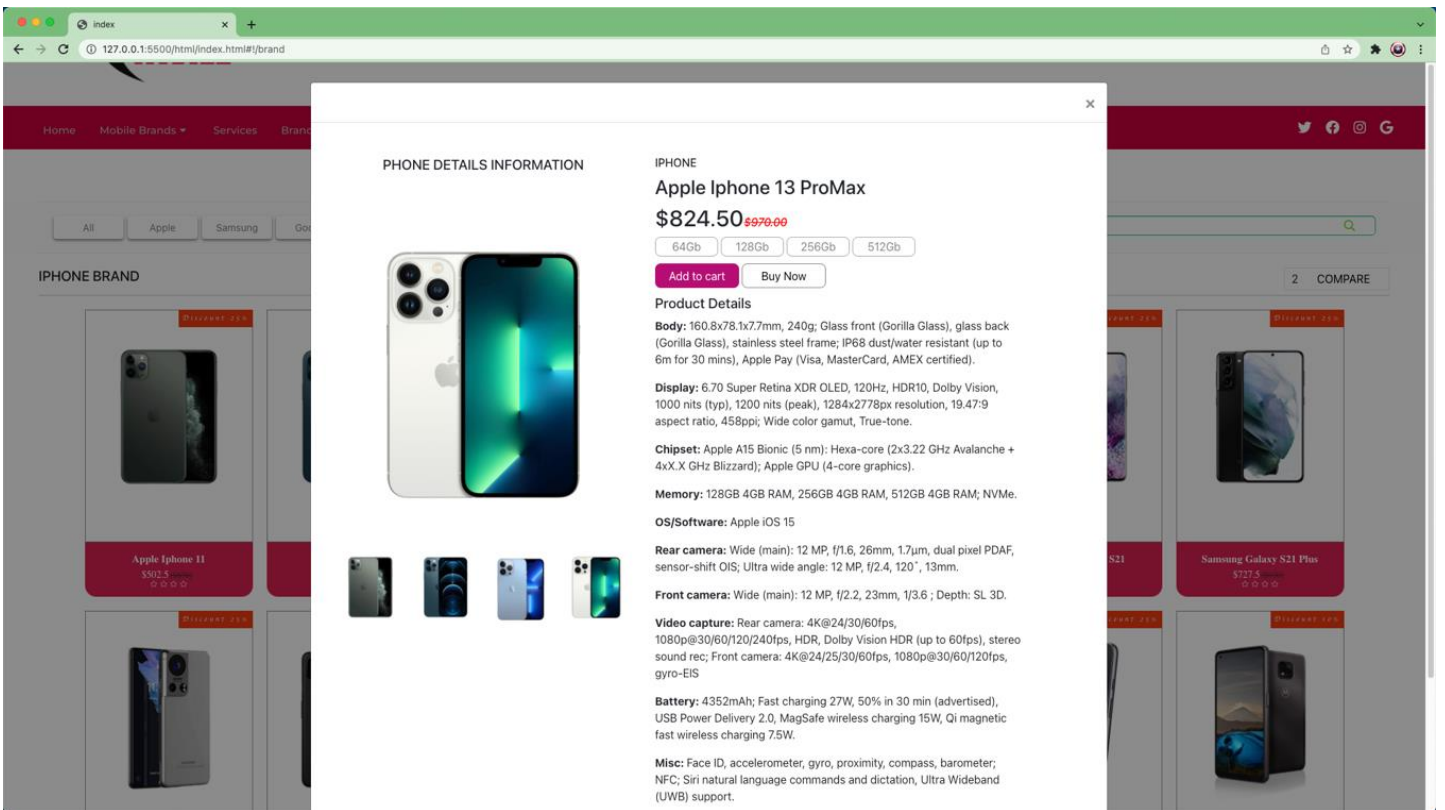 index
127.0.0.1:5500/html/index.html#!/brand
Home Mobile Brands Services
×
PHONE DETAILS INFORMATION
All Apple Samsung
IPHONE BRAND
2 COMPARE
IPHONE
Apple Iphone 13 ProMax
$824.50 $970.00
64Gb 128Gb 256Gb 512Gb
Add to cart Buy Now
Product Details
Body: 160.8x78.1x7.7mm, 240g; Glass front (Gorilla Glass), glass back
(Gorilla Glass), stainless steel frame; IP68 dust/water resistant (up to
6m for 30 mins), Apple Pay (Visa, MasterCard, AMEX certified).
Display: 6.70 Super Retina XDR OLED, 120Hz, HDR10, Dolby Vision,
1000 nits (typ), 1200 nits (peak), 1284x2778px resolution, 19.47:9
aspect ratio, 458ppi; Wide color gamut, True-tone.
Chipset: Apple A15 Bionic (5 nm): Hexa-core (2x3.22 GHz Avalanche +
4xX.X GHz Blizzard); Apple GPU (4-core graphics).
Memory: 128GB 4GB RAM, 256GB 4GB RAM, 512GB 4GB RAM; NVMe.
OS/Software: Apple iOS 15
Rear camera: Wide (main): 12 MP, f/1.6, 26mm, 1.7µm, dual pixel PDAF,
sensor-shift OIS; Ultra wide angle: 12 MP, f/2.4, 120˚, 13mm.
Front camera: Wide (main): 12 MP, f/2.2, 23mm, 1/3.6 ; Depth: SL 3D.
Video capture: Rear camera: 4K@24/30/60fps,
1080p@30/60/120/240fps, HDR, Dolby Vision HDR (up to 60fps), stereo
sound rec; Front camera: 4K@24/25/30/60fps, 1080p@30/60/120fps,
gyro-EIS
Battery: 4352mAh; Fast charging 27W, 50% in 30 min (advertised),
USB Power Delivery 2.0, MagSafe wireless charging 15W, Qi magnetic
fast wireless charging 7.5W.
Misc: Face ID, accelerometer, gyro, proximity, compass, barometer;
NFC; Siri natural language commands and dictation, Ultra Wideband
(UWB) support.
Apple Iphone 11
$502.5
S21
Samsung Galaxy S21 Plus
$727.5